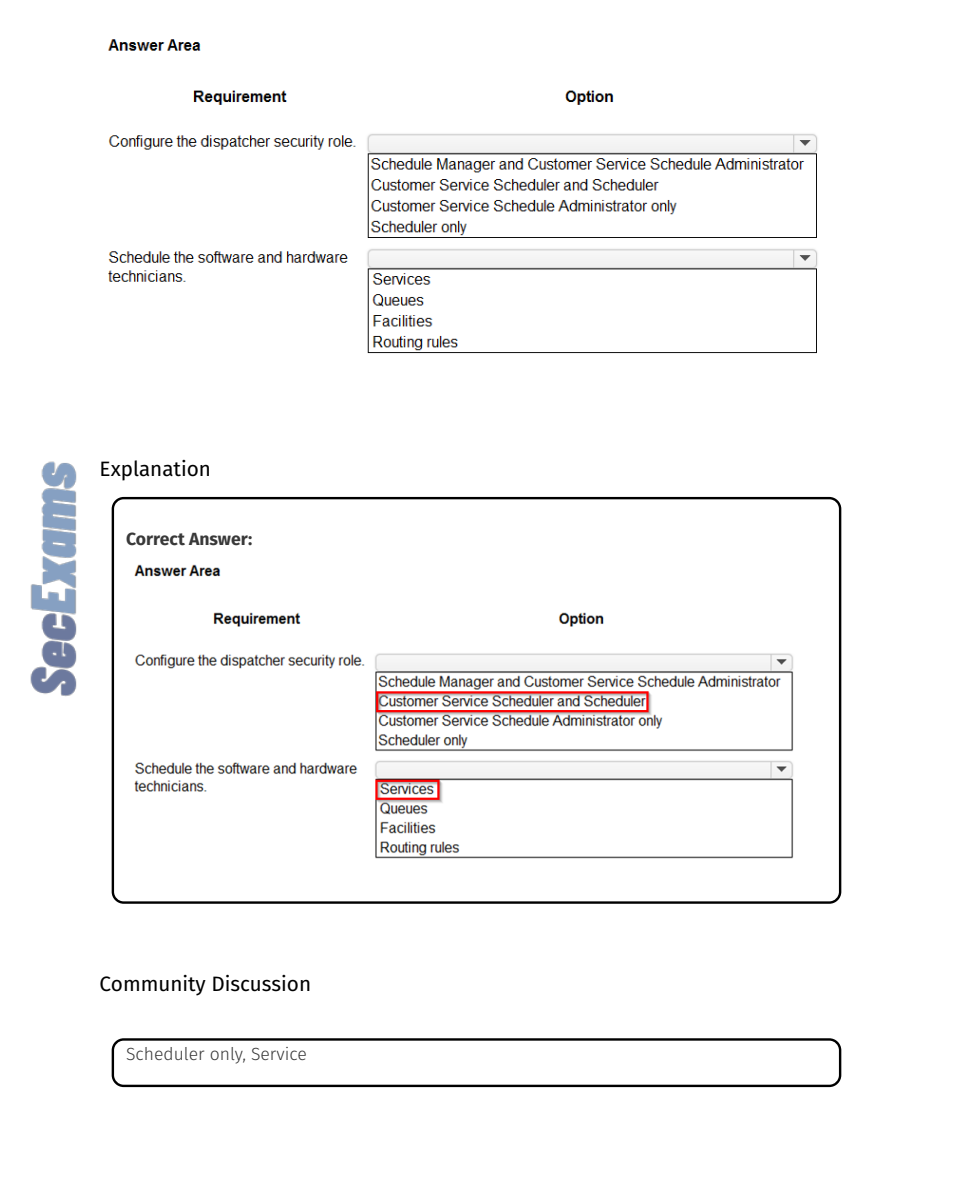 Answer Area
Requirement Option
Configure the dispatcher security role.
Schedule Manager and Customer Service Schedule Administrator
Customer Service Scheduler and Scheduler
Customer Service Schedule Administrator only
Scheduler only
Schedule the software and hardware
technicians.
Services
Queues
Facilities
Routing rules
SecExams
Explanation
Correct Answer:
Answer Area
Requirement Option
Configure the dispatcher security role.
Schedule Manager and Customer Service Schedule Administrator
Customer Service Scheduler and Scheduler
Customer Service Schedule Administrator only
Scheduler only
Schedule the software and hardware
technicians.
Services
Queues
Facilities
Routing rules
Community Discussion
Scheduler only, Service